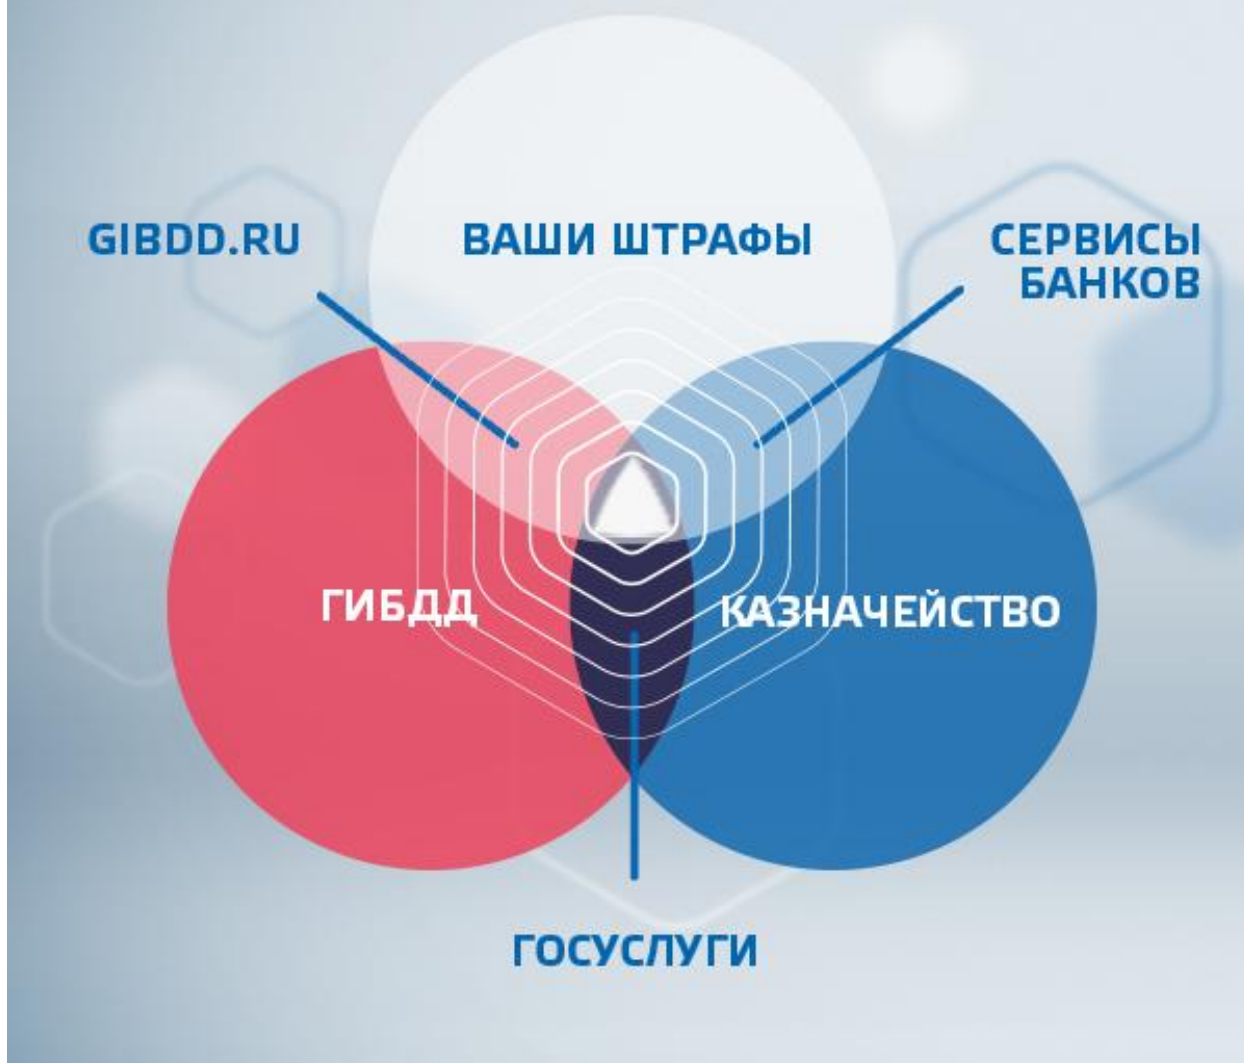 GIBDD.RU
ВАШИ ШТРАФЫ
СЕРВИСЫ
БАНКОВ
ГИБДД
КАЗНАЧЕЙСТВО
ГОСУСЛУГИ